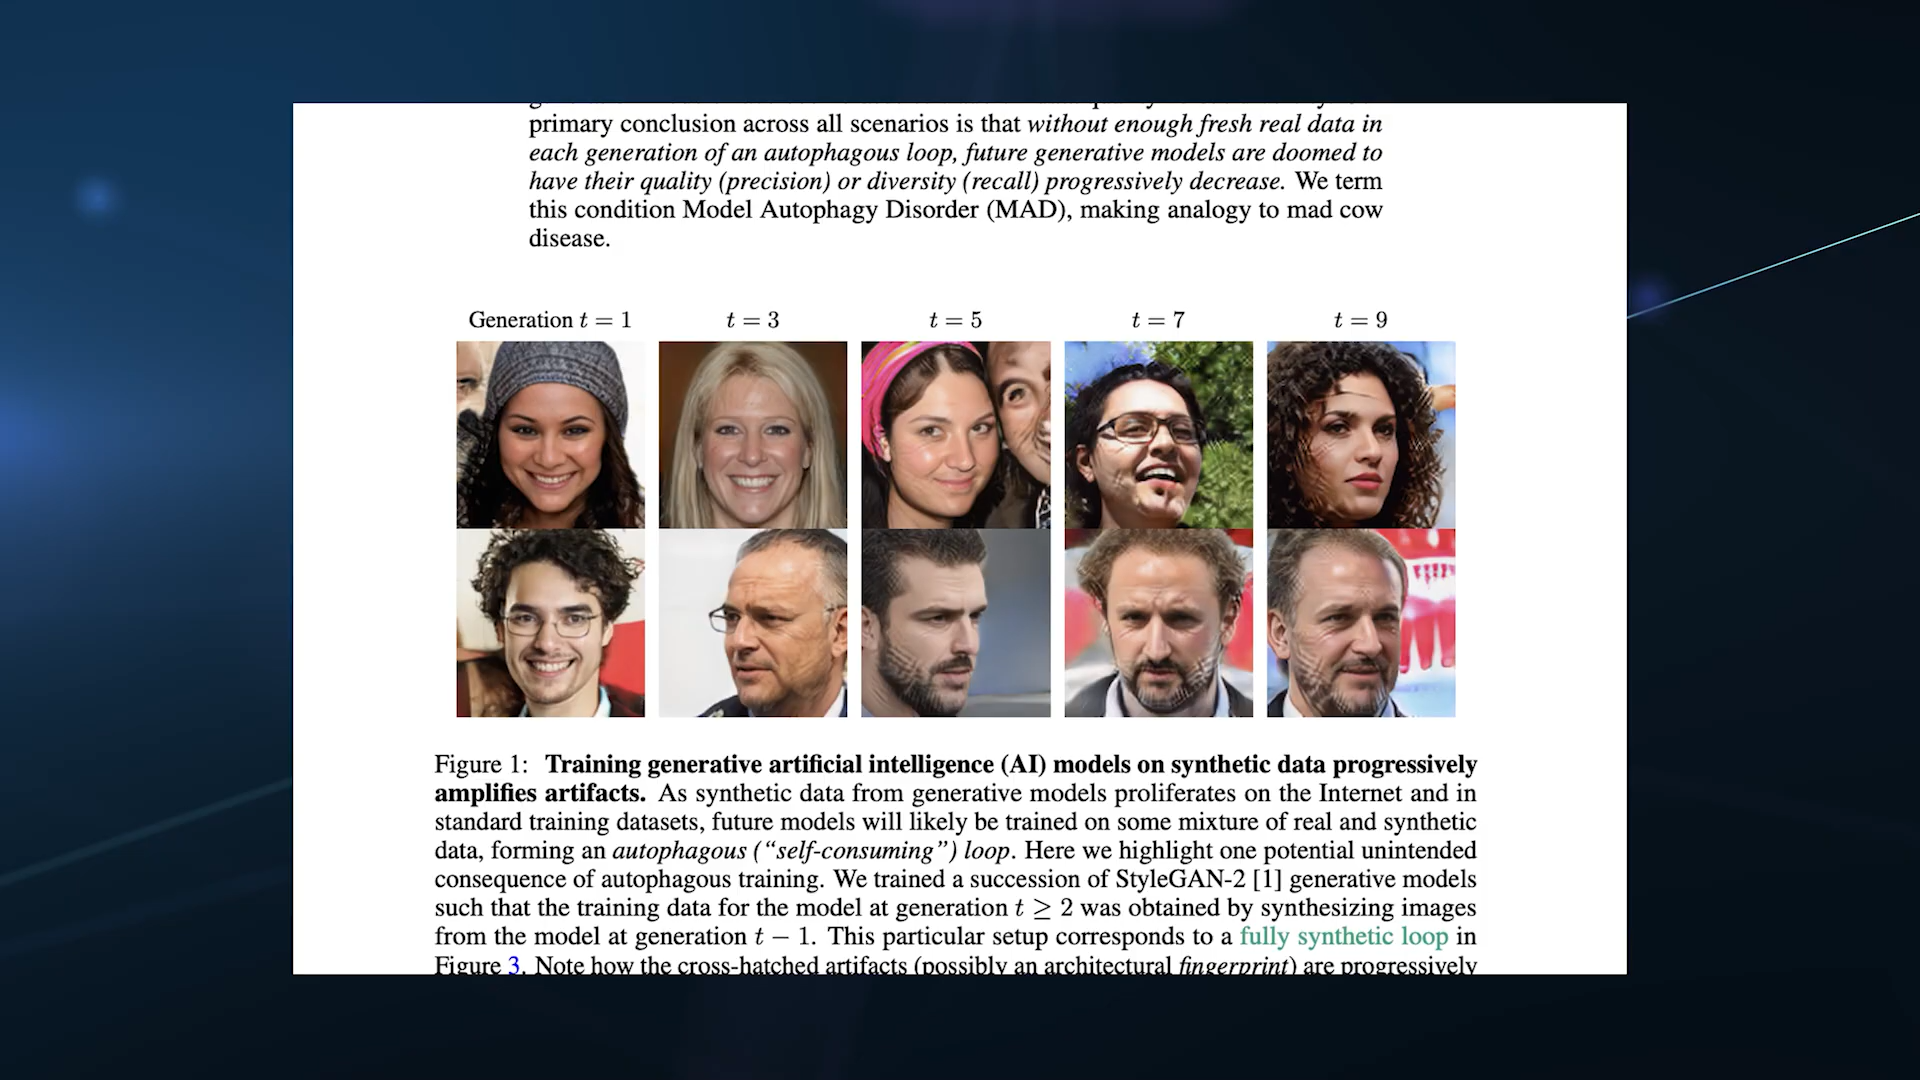 primary conclusion across all scenarios is that without enough fresh real data in
each generation of an autophagous loop, future generative models are doomed to
have their quality (precision) or diversity (recall) progressively decrease. We term
this condition Model Autophagy Disorder (MAD), making analogy to mad cow
disease.
Generation t = 1 t = 3 t = 5 t = 7 t = 9
Figure 1: Training generative artificial intelligence (AI) models on synthetic data progressively
amplifies artifacts. As synthetic data from generative models proliferates on the Internet and in
standard training datasets, future models will likely be trained on some mixture of real and synthetic
data, forming an autophagous (“self-consuming”) loop. Here we highlight one potential unintended
consequence of autophagous training. We trained a succession of StyleGAN-2 [1] generative models
such that the training data for the model at generation t ≥ 2 was obtained by synthesizing images
from the model at generation t − 1. This particular setup corresponds to a fully synthetic loop in
Figure 3. Note how the cross-hatched artifacts (possibly an architectural fingerprint) are progressively